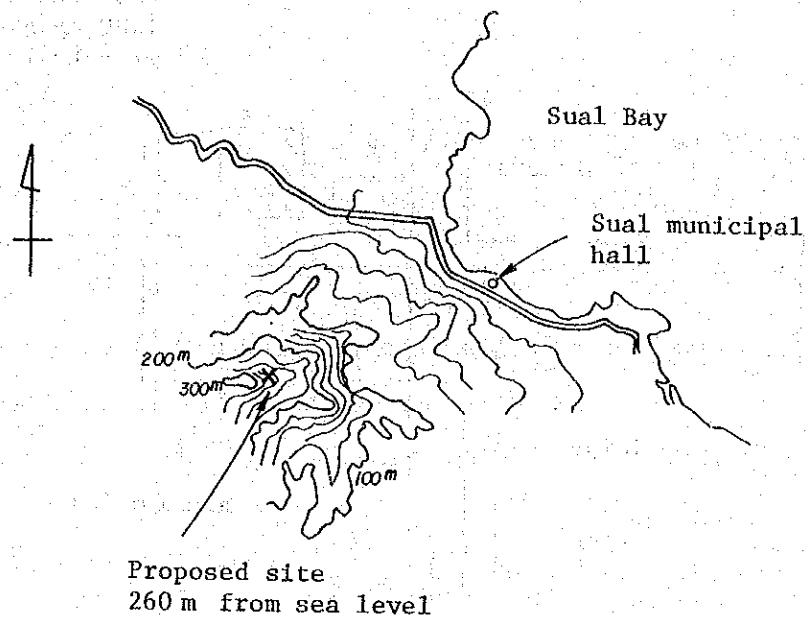 Sual Bay
Sual municipal
hall
200m
300m
100m
Proposed site
260 m from sea level